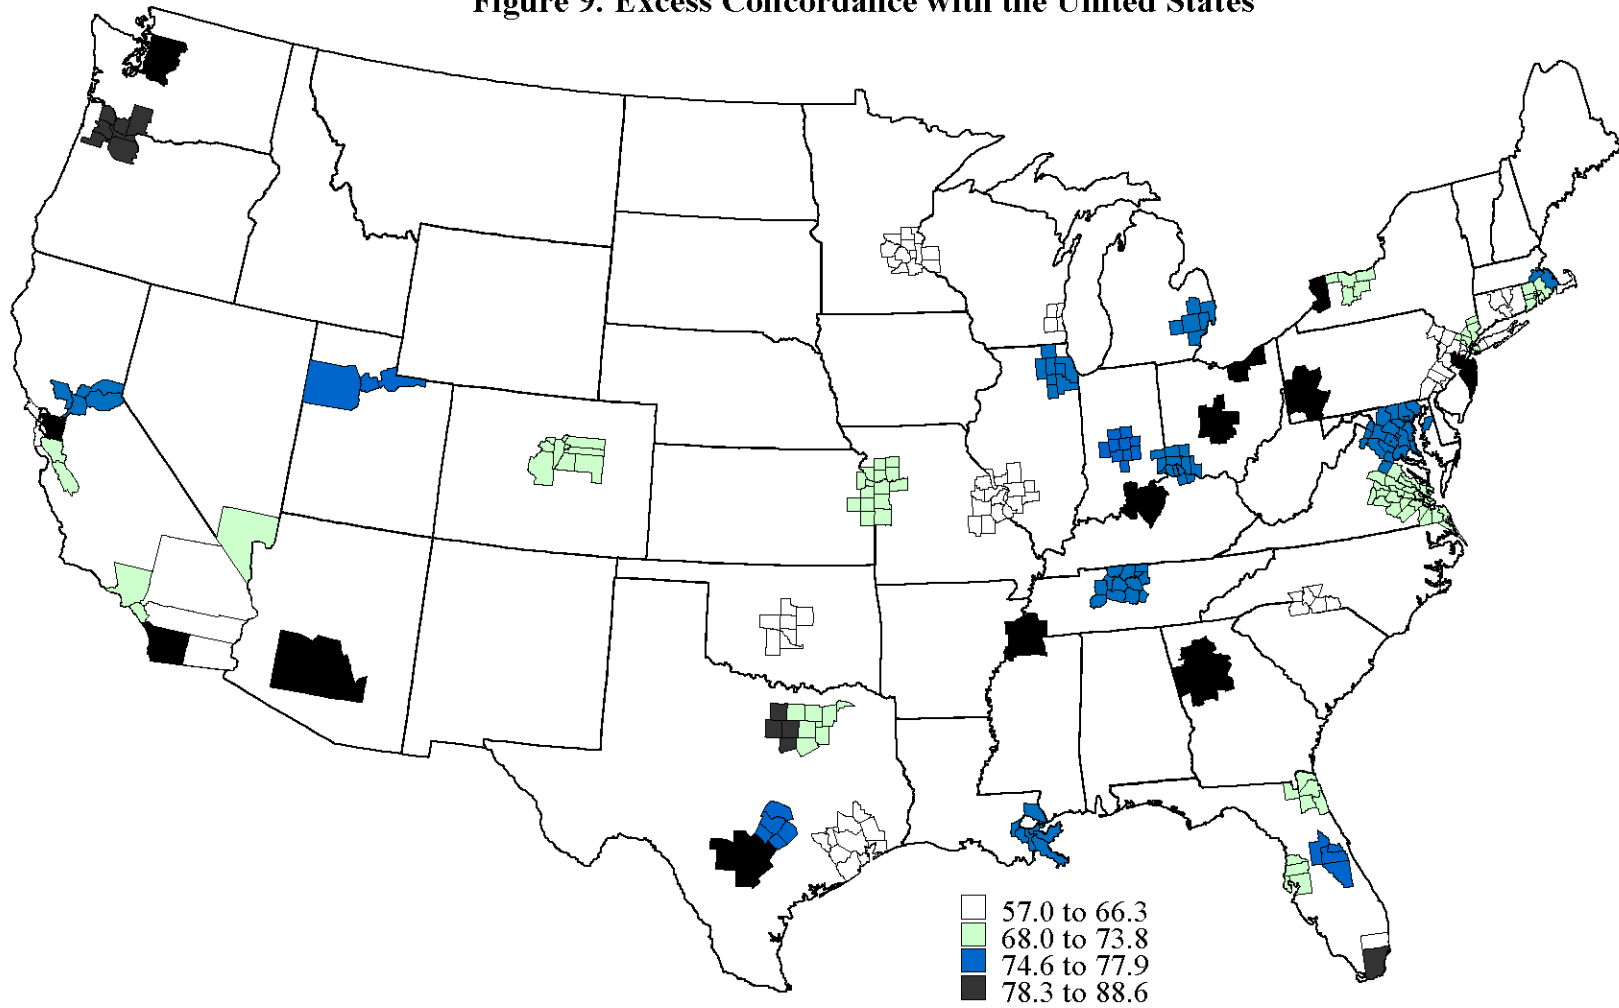 Figure 9. Excess Concordance with the United States
57.0 to 66.3
68.0 to 73.8
74.6 to 77.9
78.3 to 88.6